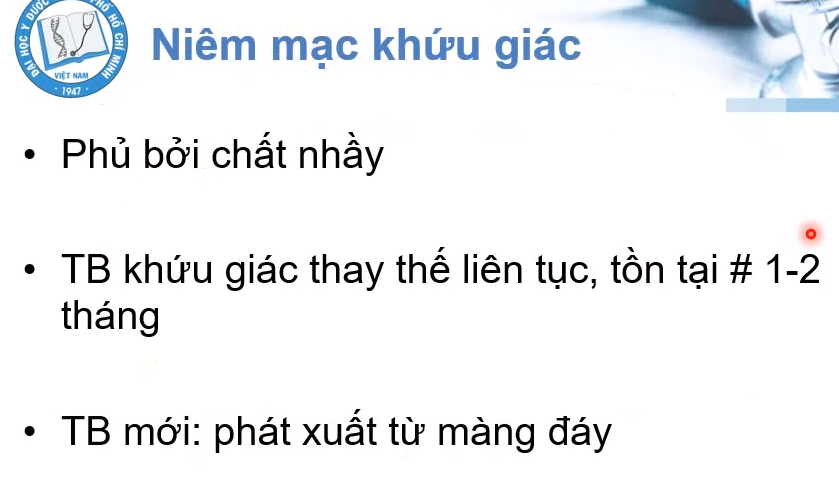 ĐẠI HỌC Y DƯỢC
PHỐ HỒ CHÍ MINH
VIỆT NAM
1947
Niêm mạc khứu giác
• Phủ bởi chất nhầy
• TB khứu giác thay thế liên tục, tồn tại # 1-2
tháng
• TB mới: phát xuất từ màng đáy